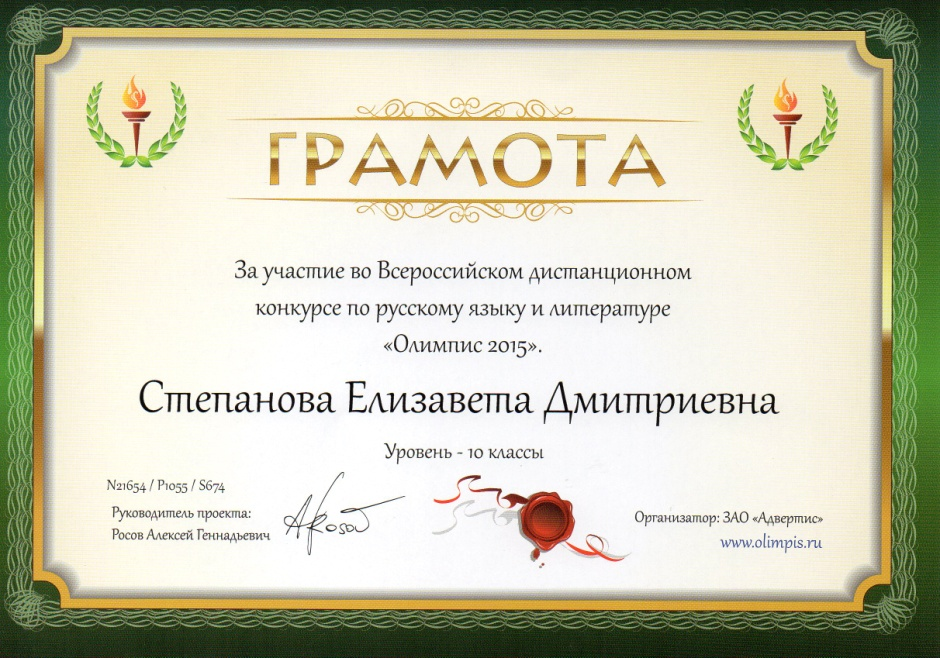 ГРАМОТА
За участие во Всероссийском дистанционном
конкурсе по русскому языку и литературе
«Олимпис 2015».
Степанова Елизавета Дмитриевна
Уровень - 10 классы
N21654 / P1055 / S674
Руководитель проекта:
Росов Алексей Геннадьевич
ARosov
Организатор: ЗАО «Адвертис»
www.olimpis.ru